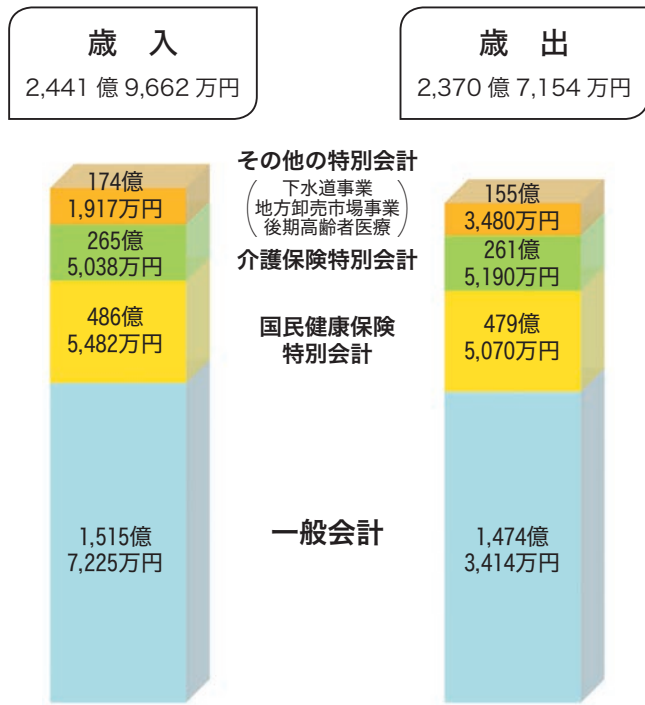 歳 入
2,441 億 9,662 万円
歳 出
2,370 億 7,154 万円
174億
1,917万円
265億
5,038万円
486億
5,482万円
1,515億
7,225万円
その他の特別会計
下水道事業
地方卸売市場事業
後期高齢者医療
介護保険特別会計
国民健康保険
特別会計
一般会計
155億
3,480万円
261億
5,190万円
479億
5,070万円
1,474億
3,414万円